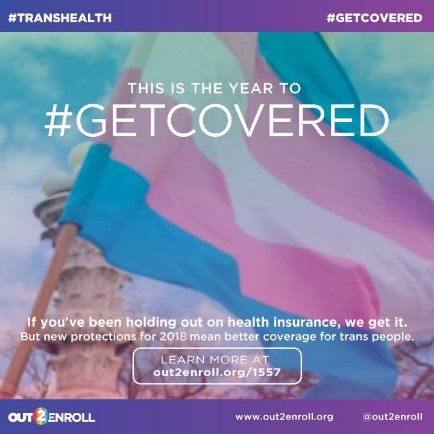 #TRANSHEALTH #GETCOVERED
THIS IS THE YEAR TO
#GETCOVERED
If you've been holding out on health insurance, we get it.
But new protections for 2018 mean better coverage for trans people.
LEARN MORE AT
out2enroll.org/1557
OUT2ENROLL www.out2enroll.org @out2enroll